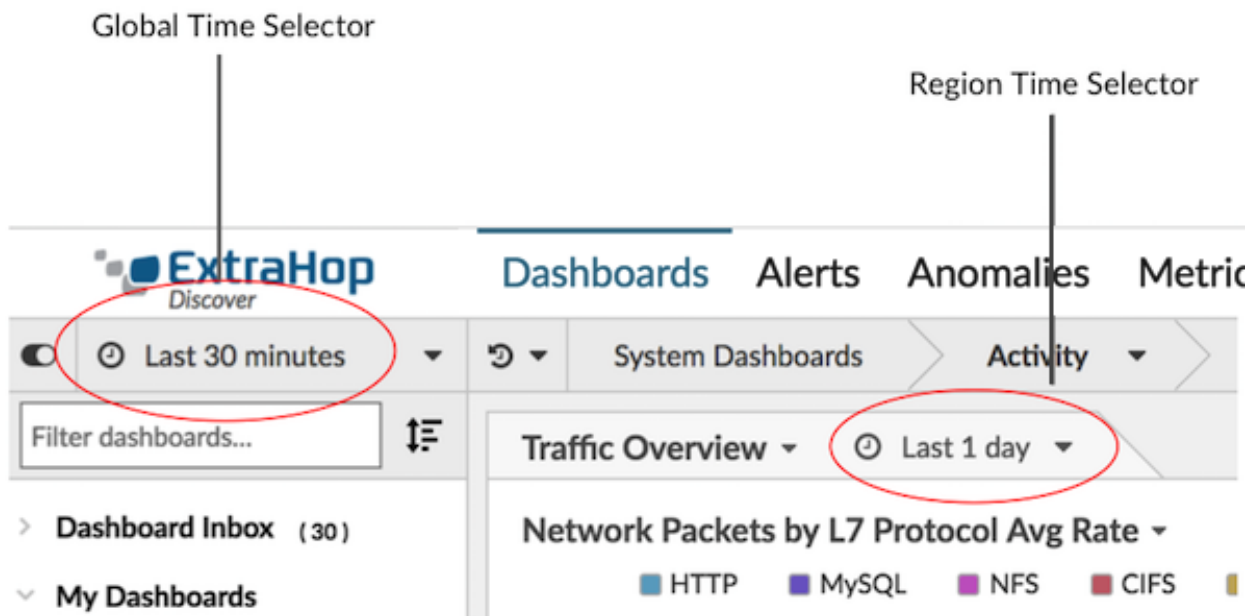 Global Time Selector
Region Time Selector
ExtraHop
Discover
Dashboards Alerts Anomalies Metric
Last 30 minutes
System Dashboards Activity
Filter dashboards...
Traffic Overview Last 1 day
Dashboard Inbox (30)
Network Packets by L7 Protocol Avg Rate
HTTP MySQL NFS CIFS
My Dashboards